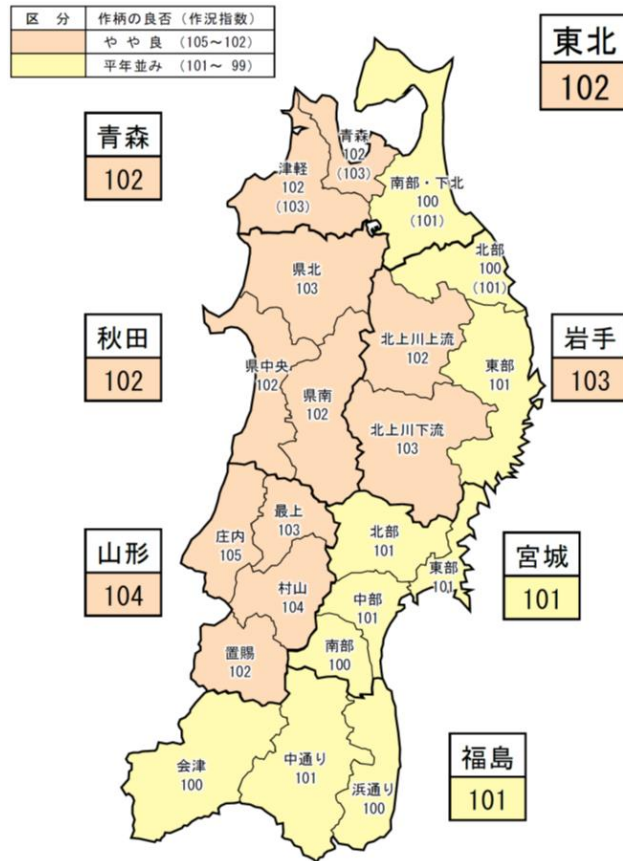 区 分 作柄の良否(作況指数)
や や 良 (105～102)
平年並み (101～ 99)
東北
102
青森
102
青森
102
(103)
津軽
102
(103)
南部・下北
100
(101)
北部
100
(101)
県北
103
秋田
102
北上川上流
102
岩手
103
東部
101
県中央
102
県南
102
北上川下流
103
最上
103
庄内
105
北部
101
山形
104
村山
104
東部
101
宮城
101
中部
101
南部
100
置賜
102
福島
101
会津
100
中通り
101
浜通り
100